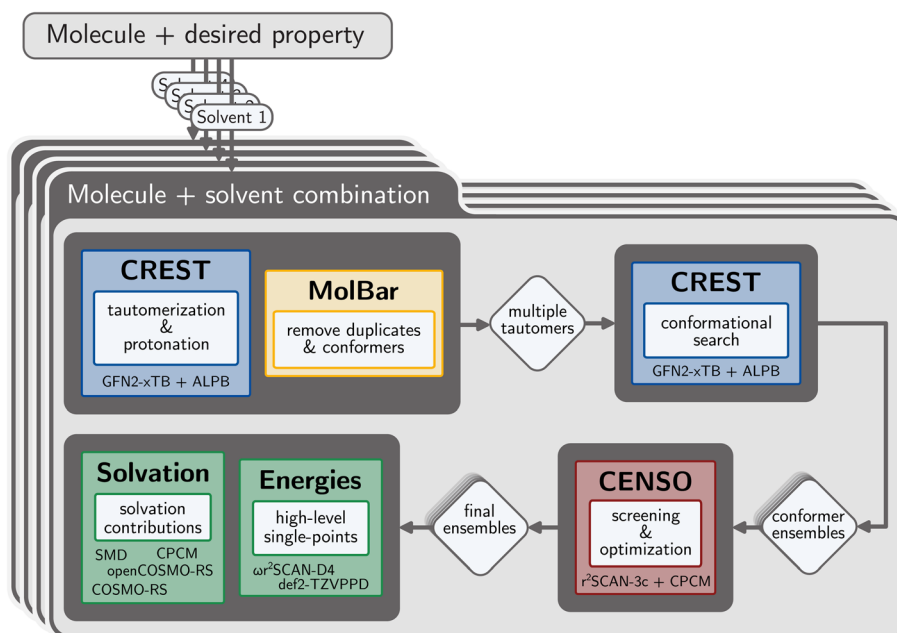 Molecule + desired property
Solvent 1
Molecule + solvent combination
CREST
tautomerization
&
protonation
GFN2-xTB + ALPB
MolBar
remove duplicates
& conformers
multiple
tautomers
CREST
conformational
search
GFN2-xTB + ALPB
Solvation
solvation
contributions
SMD CPCM
openCOSMO-RS
COSMO-RS
Energies
high-level
single-points
ωr²SCAN-D4
def2-TZVPPD
final
ensembles
CENSO
screening
&
optimization
r²SCAN-3c + CPCM
conformer
ensembles